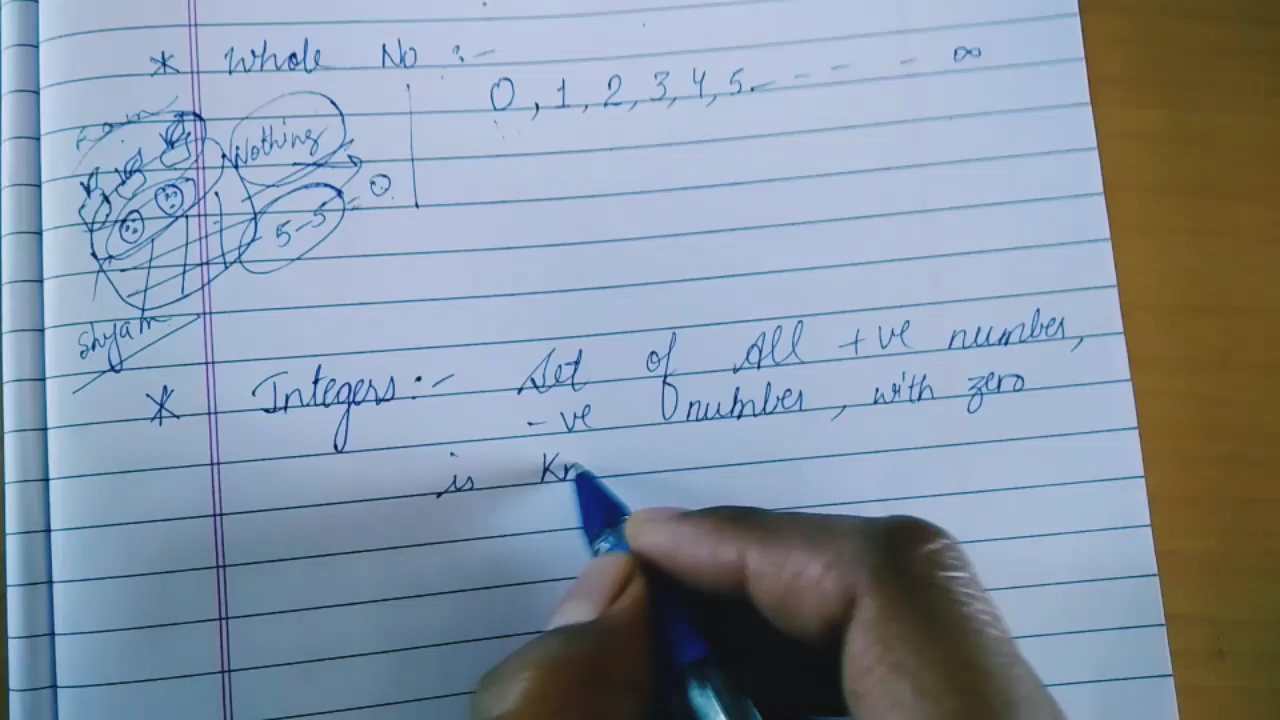 * Whole No :-
0, 1, 2, 3, 4, 5 - - - - - ∞
Nothing
5-5 = 0
Shyam
* Integers :- Set of All +ve number,
-ve number, with zero
is Kn